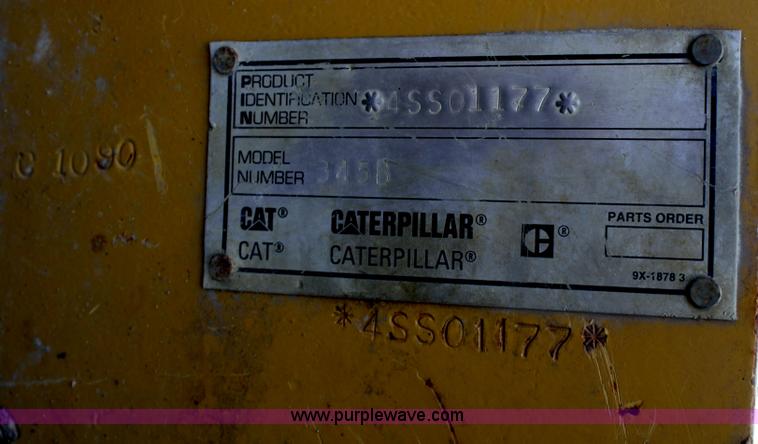 PRODUCT
IDENTIFICATION *4SS01177*
NUMBER
MODEL
NUMBER 345B
CAT® CATERPILLAR® ®
PARTS ORDER
CAT® CATERPILLAR®
9X-1878 3
1090
*4SS01177*
www.purplewave.com